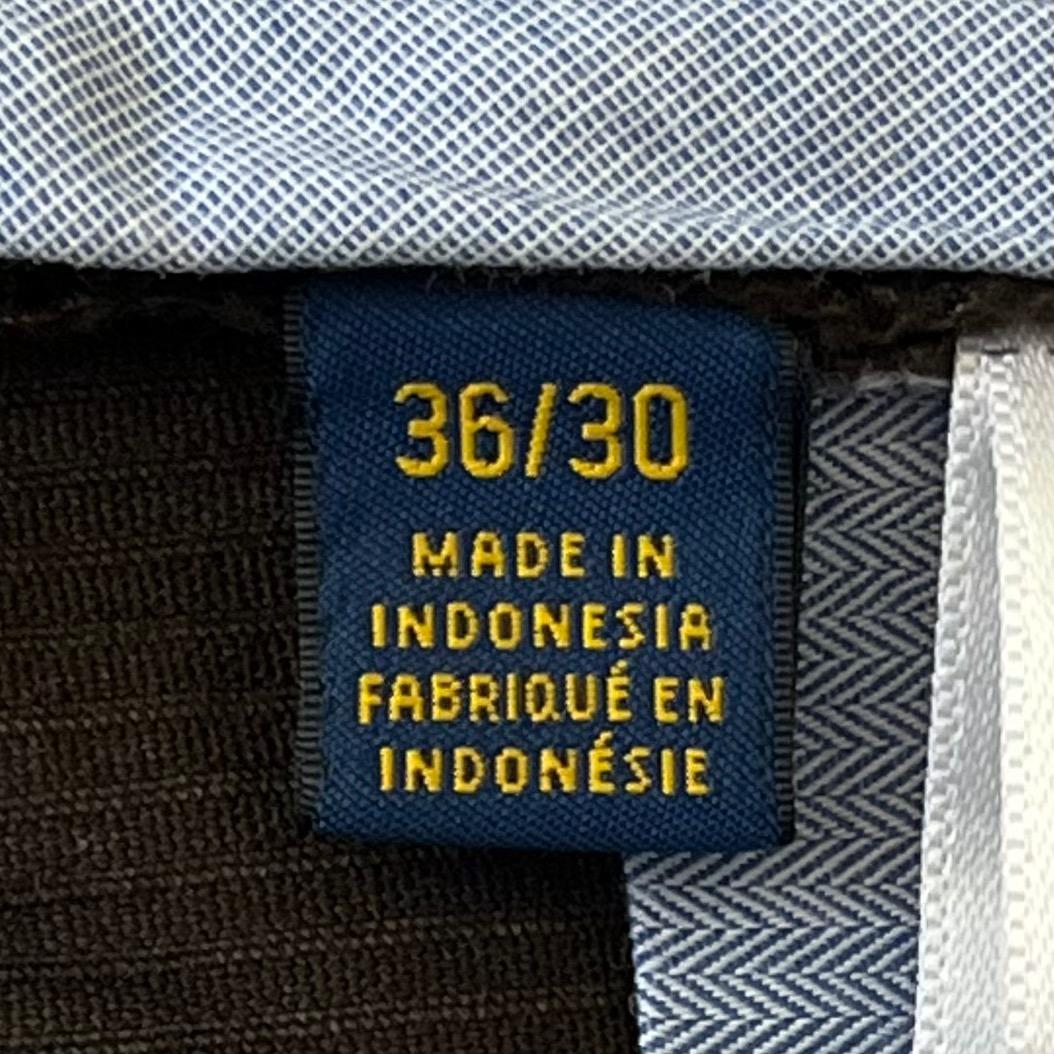 36/30
MADE IN
INDONESIA
FABRIQUÉ EN
INDONÉSIE